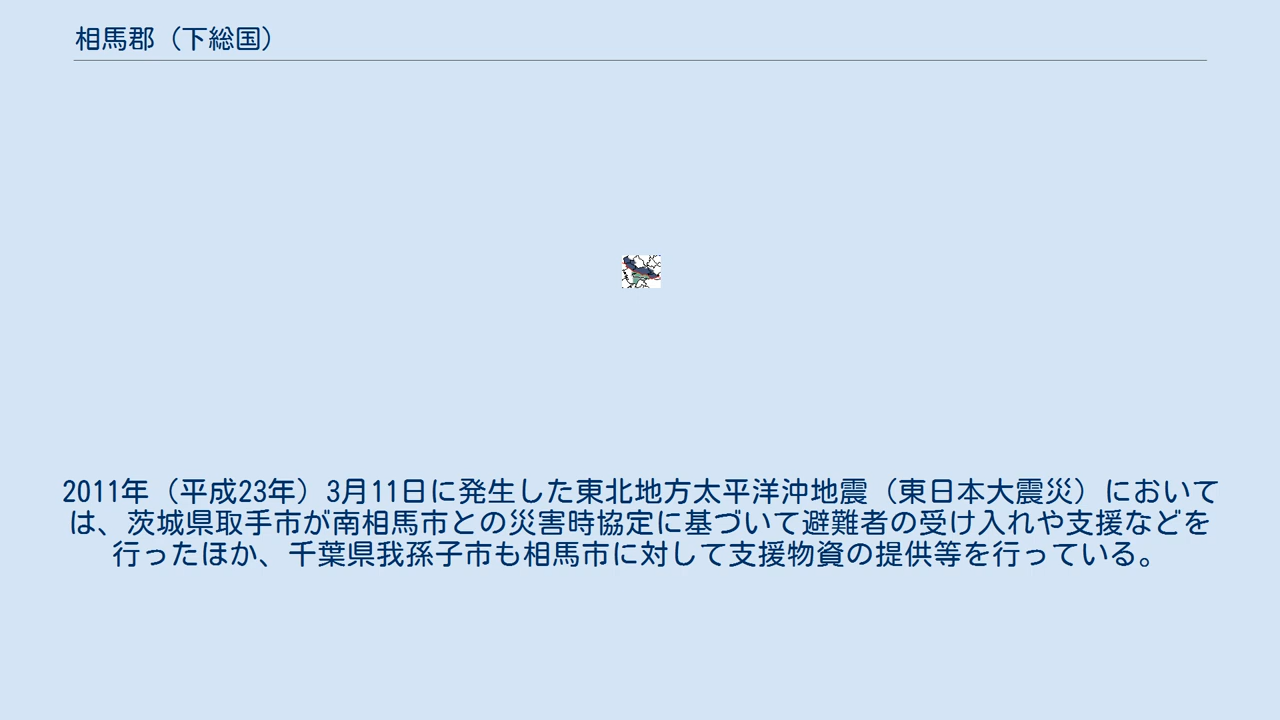 相馬郡（下総国）
2011年（平成23年）3月11日に発生した東北地方太平洋沖地震（東日本大震災）において
は、茨城県取手市が南相馬市との災害時協定に基づいて避難者の受け入れや支援などを
行ったほか、千葉県我孫子市も相馬市に対して支援物資の提供等を行っている。